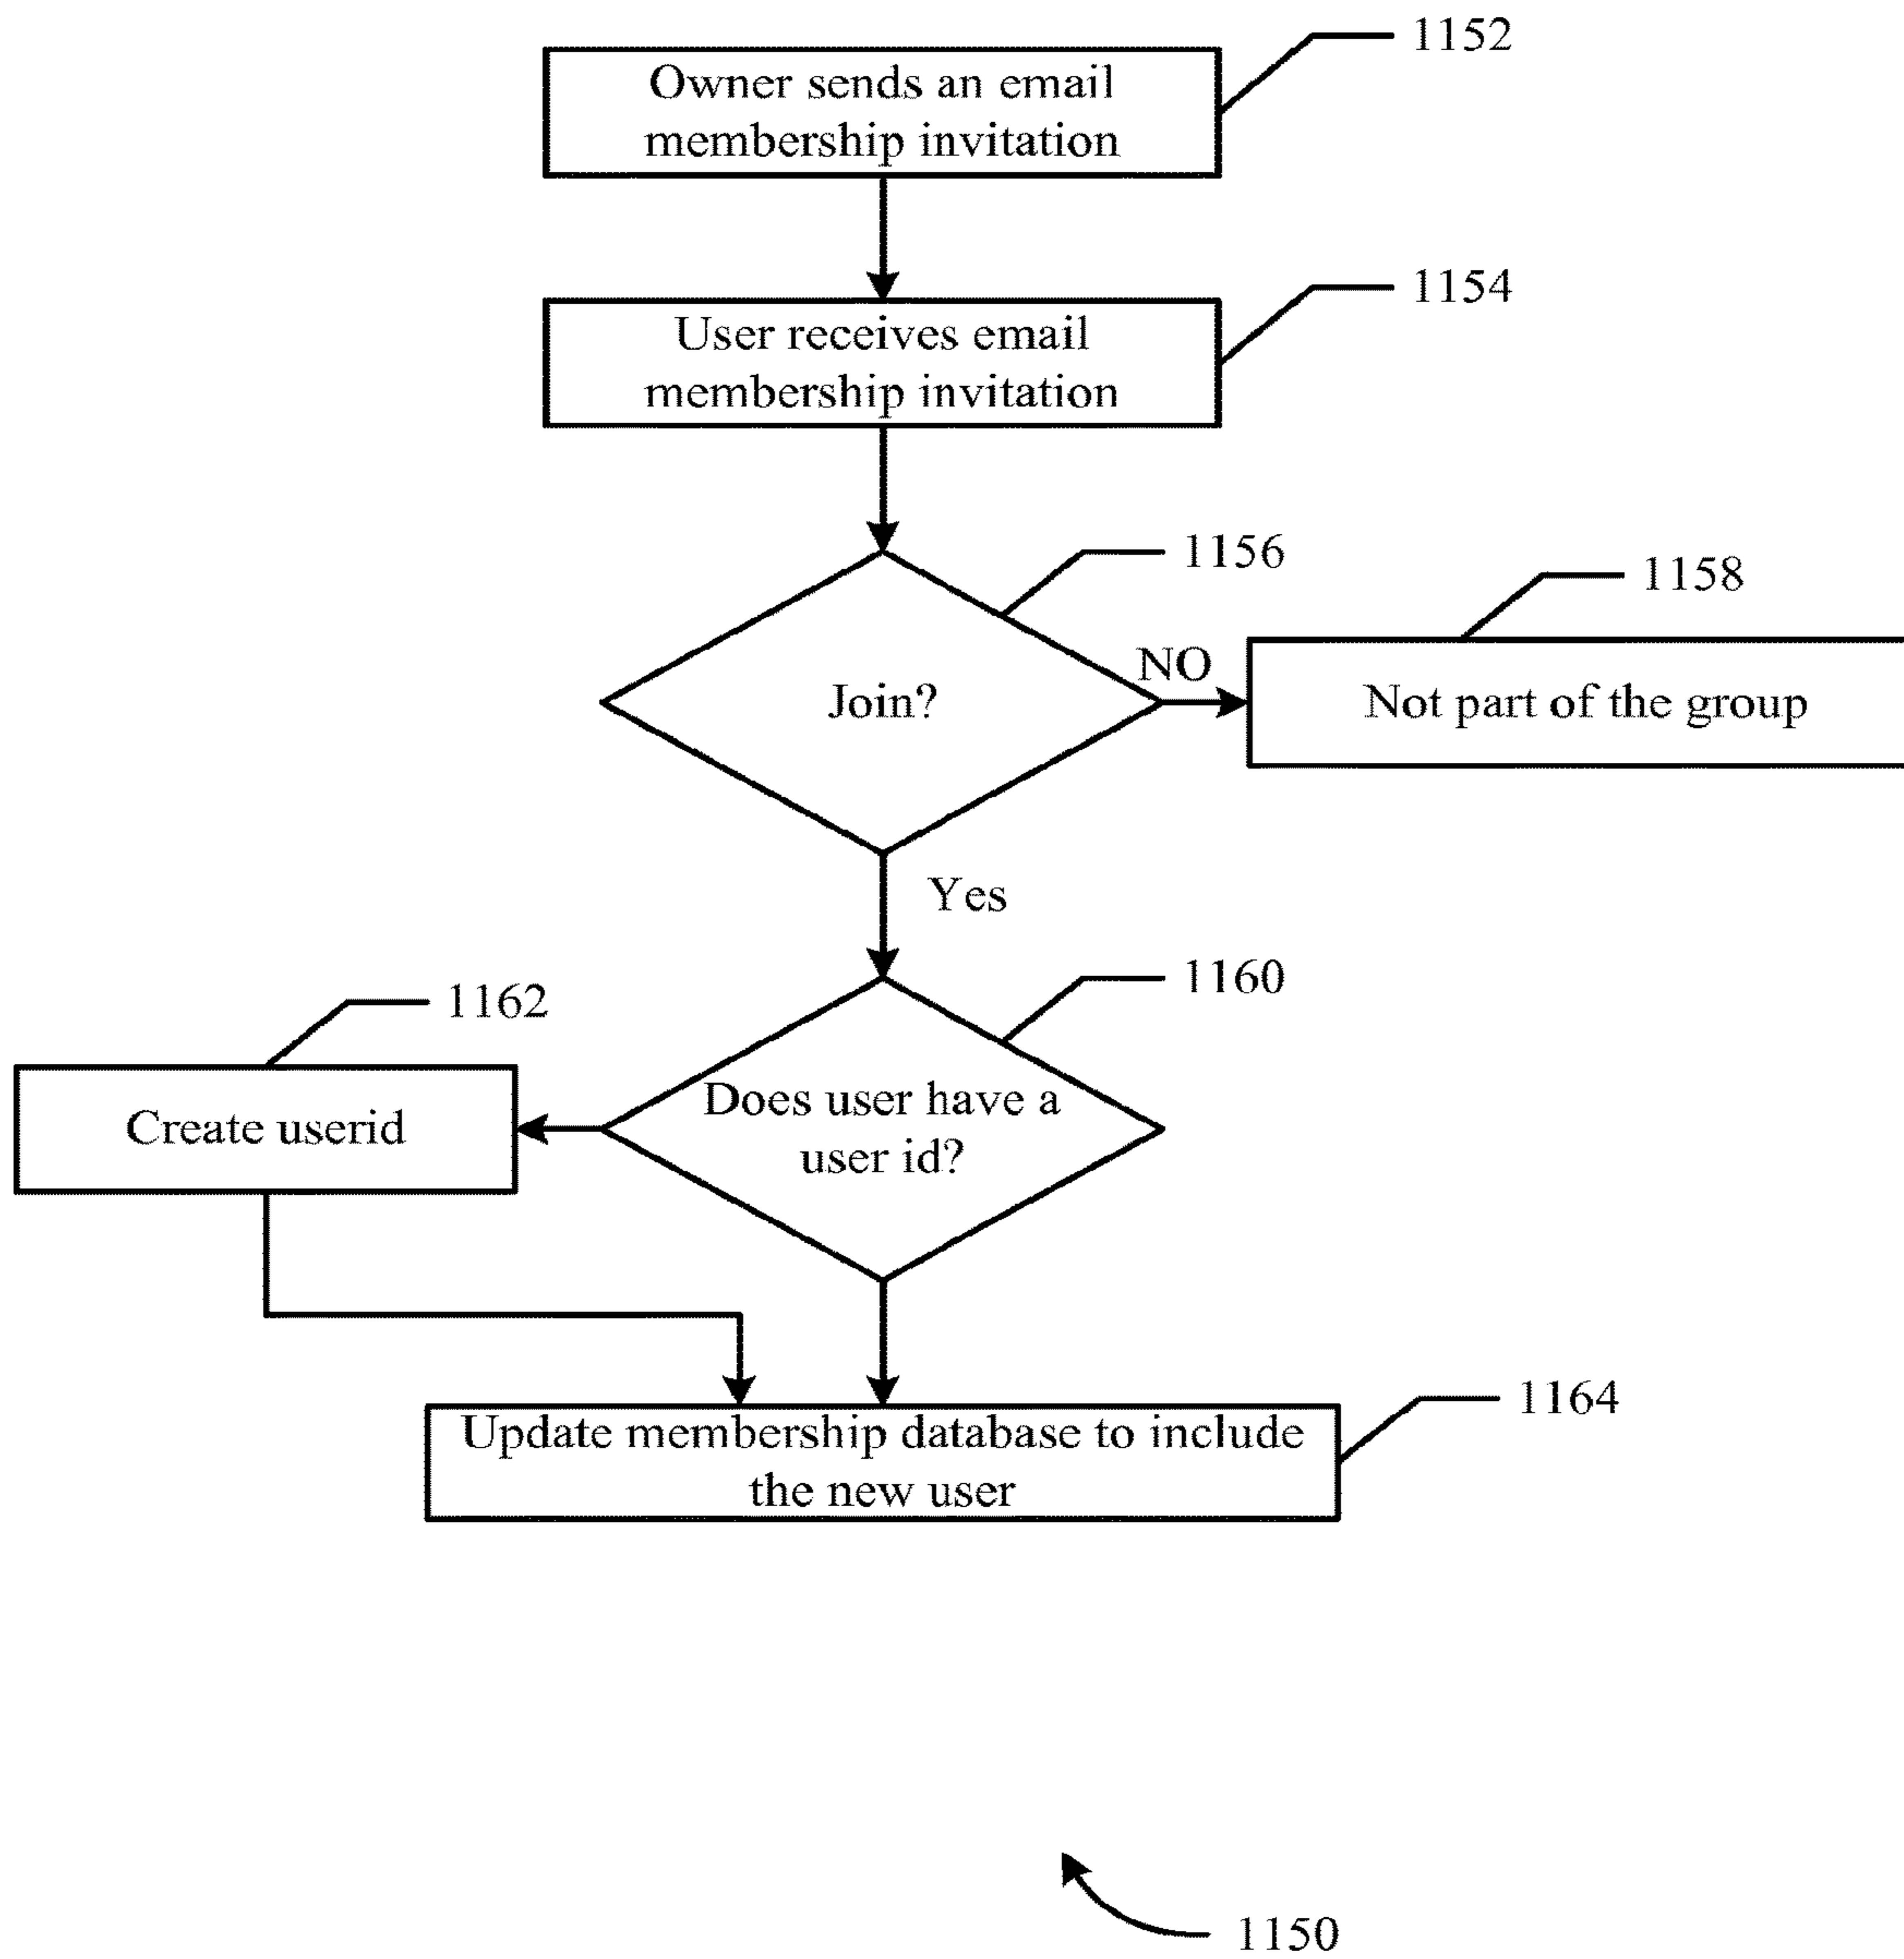 1152
Owner sends an email
membership invitation
1154
User receives email
membership invitation
1156
1158
NO
Join?
Not part of the group
Yes
1160
1162
Does user have a
Create userid
user id?
1164
Update membership database to include
the new user
1150